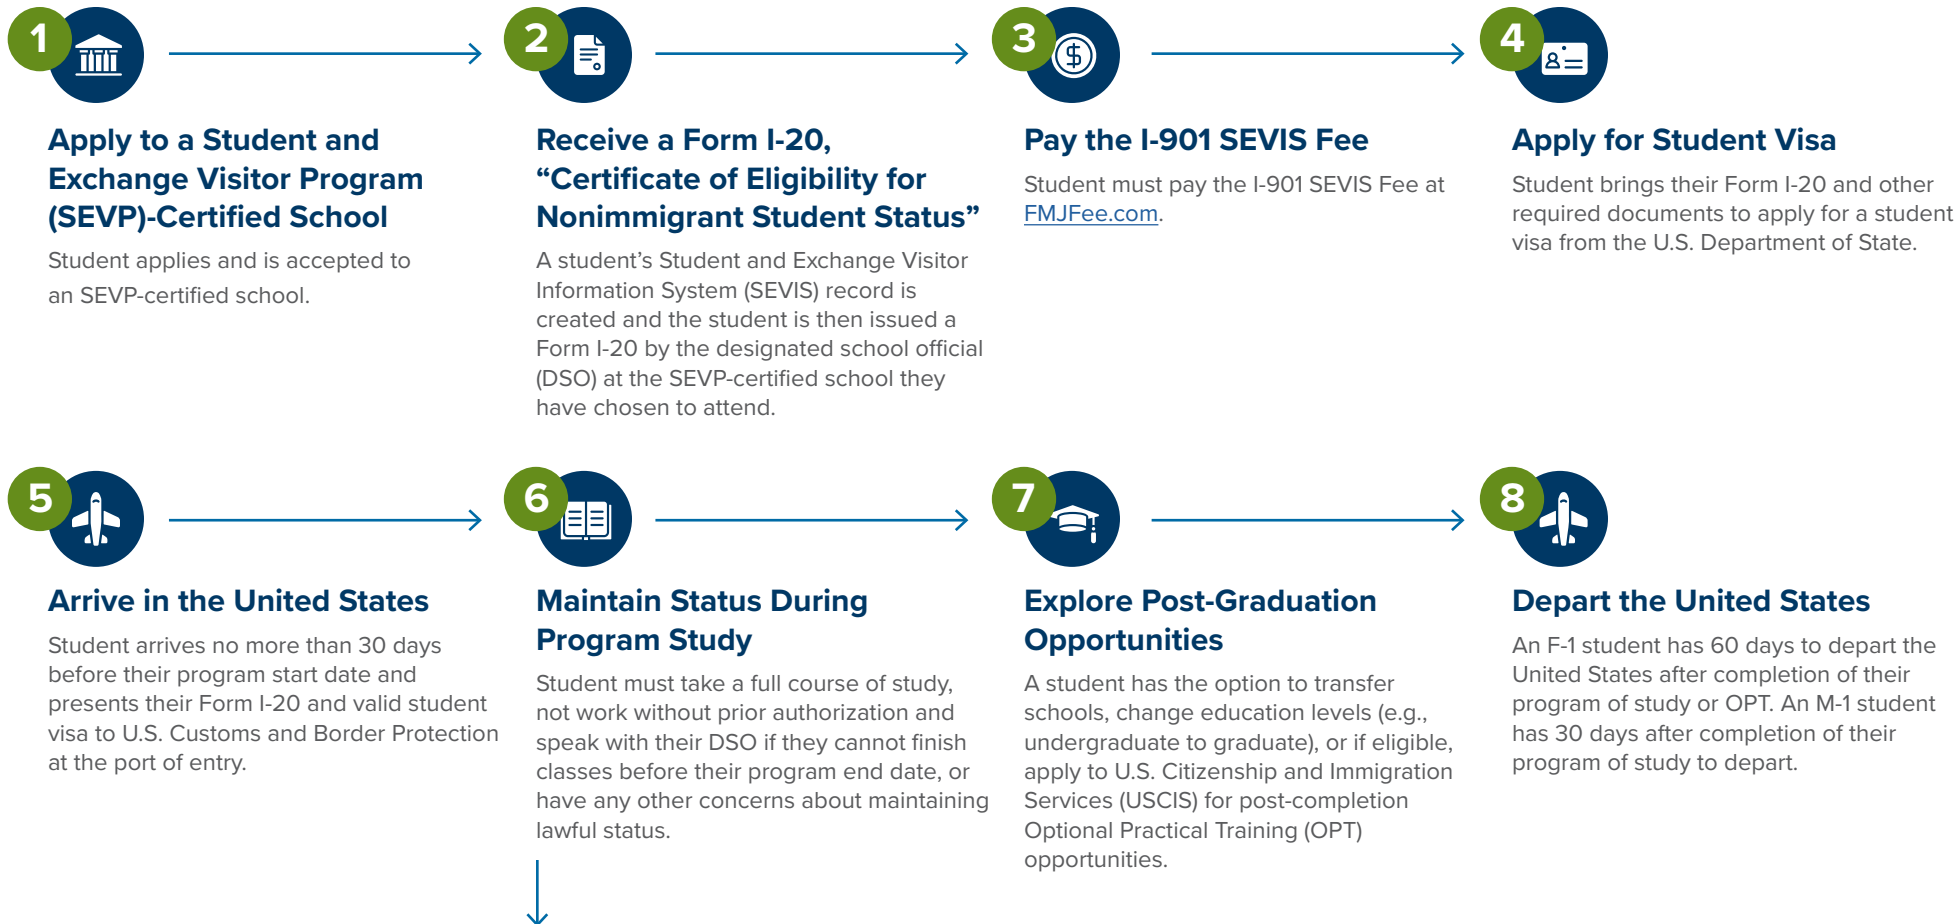 1
Apply to a Student and
Exchange Visitor Program
(SEVP)-Certified School
Student applies and is accepted to
an SEVP-certified school.
2
Receive a Form I-20,
“Certificate of Eligibility for
Nonimmigrant Student Status”
A student’s Student and Exchange Visitor
Information System (SEVIS) record is
created and the student is then issued a
Form I-20 by the designated school official
(DSO) at the SEVP-certified school they
have chosen to attend.
3
$
Pay the I-901 SEVIS Fee
Student must pay the I-901 SEVIS Fee at
FMJFee.com.
4
Apply for Student Visa
Student brings their Form I-20 and other
required documents to apply for a student
visa from the U.S. Department of State.
5
Arrive in the United States
Student arrives no more than 30 days
before their program start date and
presents their Form I-20 and valid student
visa to U.S. Customs and Border Protection
at the port of entry.
6
Maintain Status During
Program Study
Student must take a full course of study,
not work without prior authorization and
speak with their DSO if they cannot finish
classes before their program end date, or
have any other concerns about maintaining
lawful status.
7
Explore Post-Graduation
Opportunities
A student has the option to transfer
schools, change education levels (e.g.,
undergraduate to graduate), or if eligible,
apply to U.S. Citizenship and Immigration
Services (USCIS) for post-completion
Optional Practical Training (OPT)
opportunities.
8
Depart the United States
An F-1 student has 60 days to depart the
United States after completion of their
program of study or OPT. An M-1 student
has 30 days after completion of their
program of study to depart.